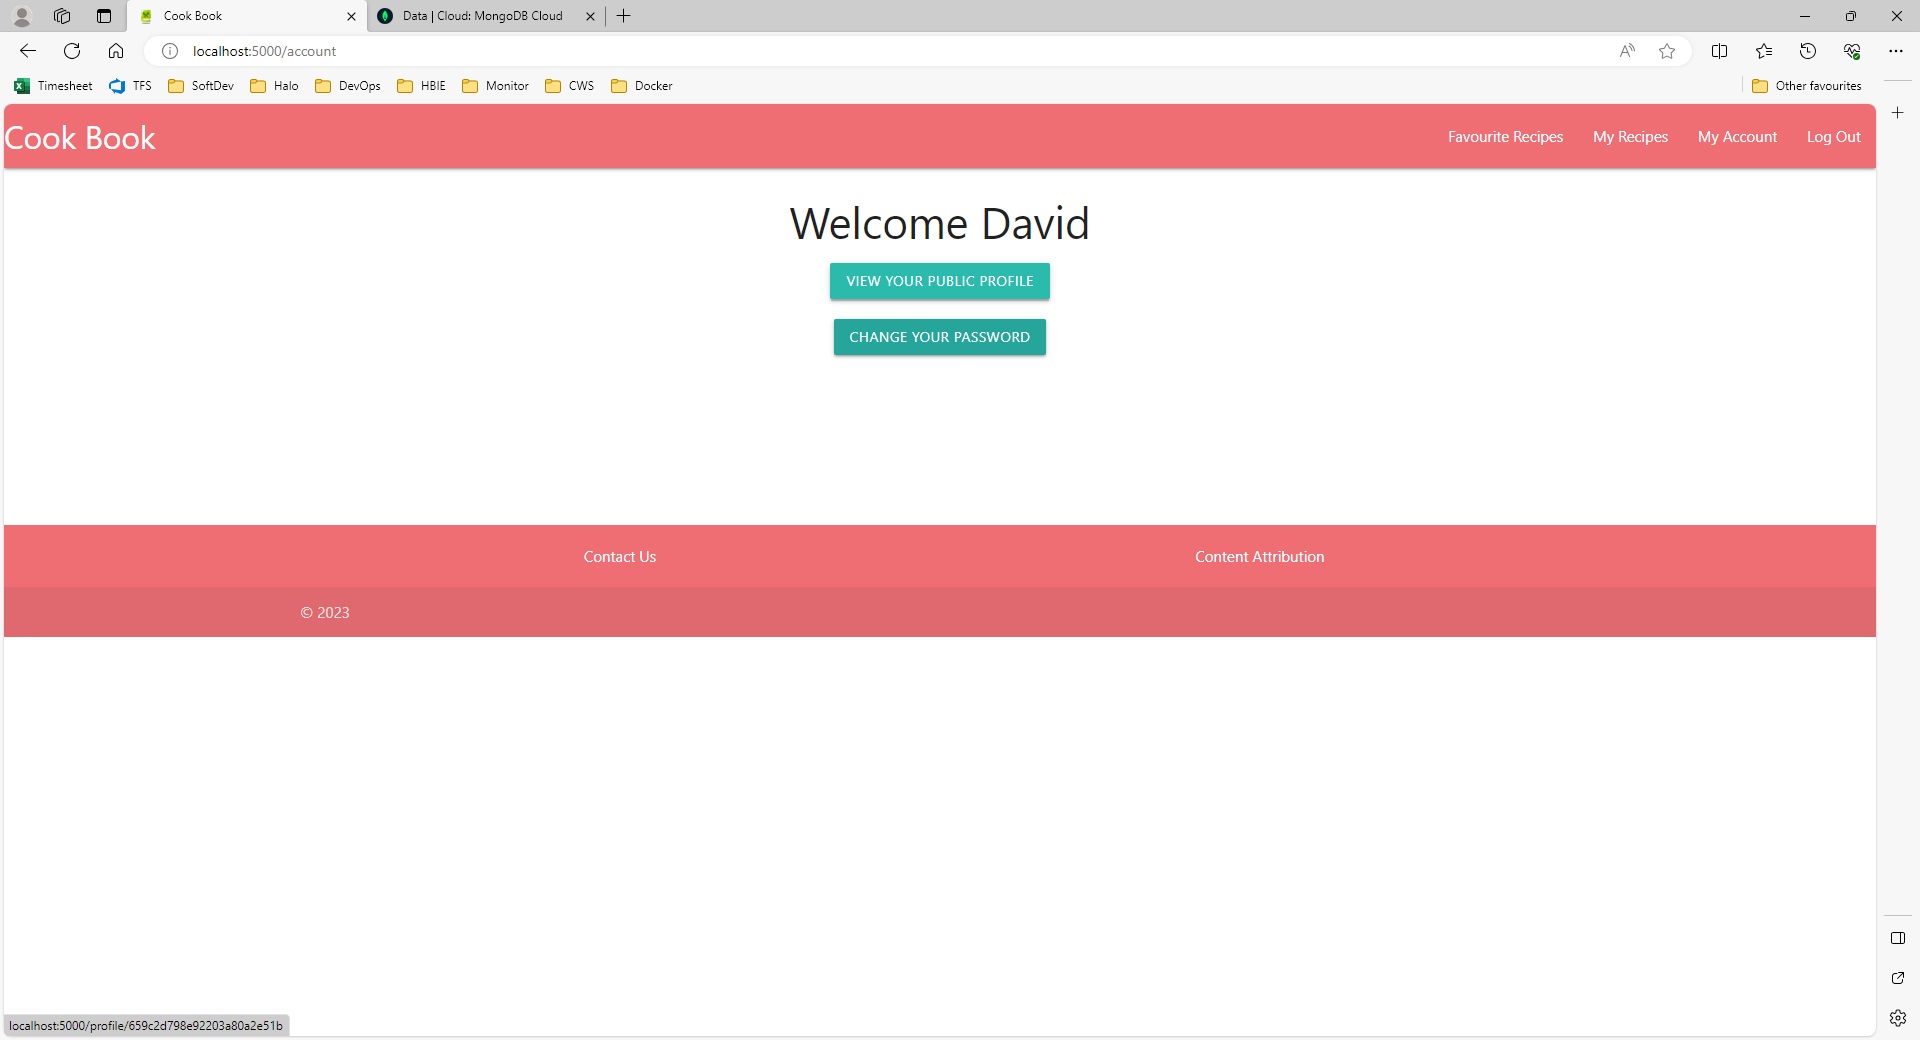 Cook Book
Data | Cloud: MongoDB Cloud
localhost:5000/account
Timesheet TFS SoftDev Halo DevOps HBIE Monitor CWS Docker Other favourites
Cook Book Favourite Recipes My Recipes My Account Log Out
Welcome David
VIEW YOUR PUBLIC PROFILE
CHANGE YOUR PASSWORD
Contact Us Content Attribution
© 2023
localhost:5000/profile/659c2d798e92203a80a2e51b